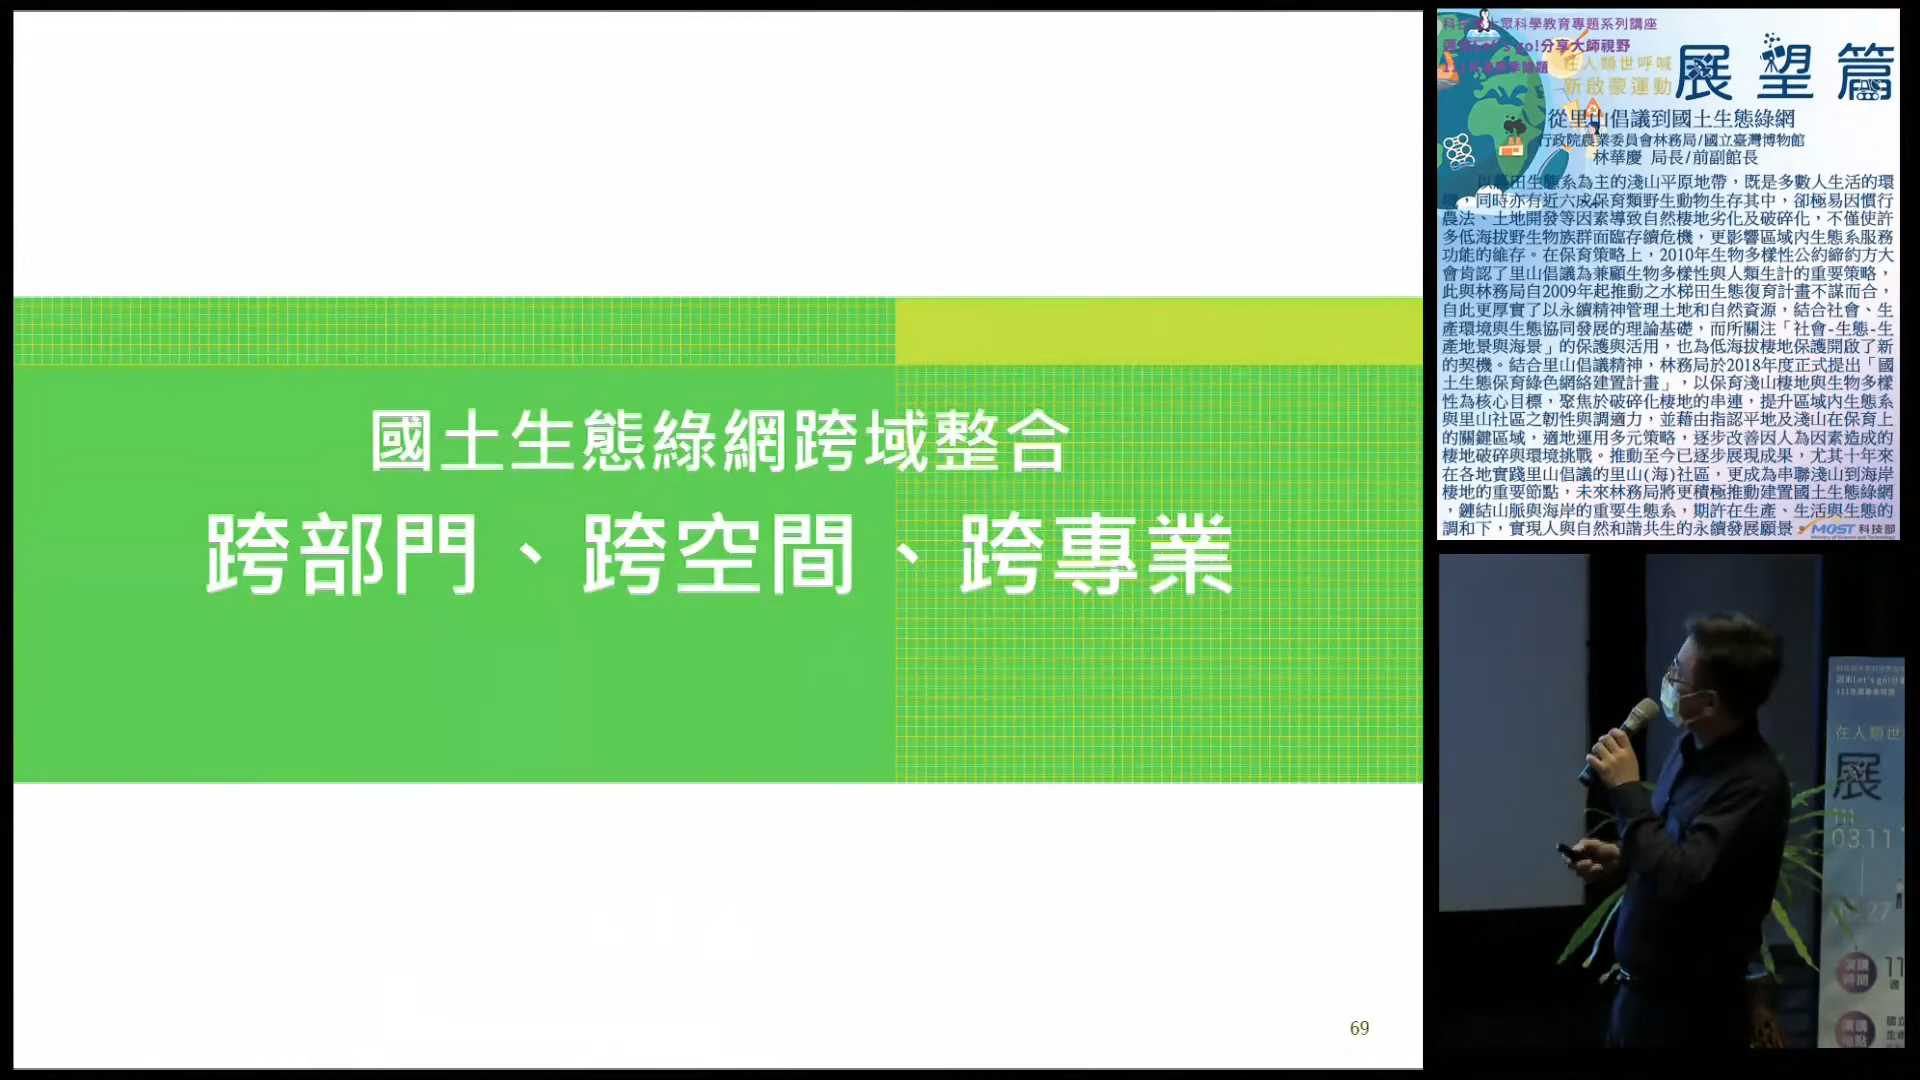 國土生態綠網跨域整合
跨部門、跨空間、跨專業
69
眾科學教育專題系列講座
go!分享大師視野
在人類世呼喊
新啟蒙運動
展望篇
從里山倡議到國土生態綠網
行政院農業委員會林務局/國立臺灣博物館
林華慶 局長/前副館長
以農田生態系為主的淺山平原地帶,既是多數人生活的環
,同時亦有近六成保育類野生動物生存其中,卻極易因慣行
農法、土地開發等因素導致自然棲地劣化及破碎化,不僅使許
多低海拔野生物族群面臨存續危機,更影響區域內生態系服務
功能的維存。在保育策略上,2010年生物多樣性公約締約方大
會肯認了里山倡議為兼顧生物多樣性與人類生計的重要策略,
此與林務局自2009年起推動之水梯田生態復育計畫不謀而合,
自此更厚實了以永續精神管理土地和自然資源,結合社會、生
產環境與生態協同發展的理論基礎,而所關注「社會-生態-生
產地景與海景」的保護與活用,也為低海拔棲地保護開啟了新
的契機。結合里山倡議精神,林務局於2018年度正式提出「國
土生態保育綠色網絡建置計畫」,以保育淺山棲地與生物多樣
性為核心目標,聚焦於破碎化棲地的串連,提升區域內生態系
與里山社區之韌性與調適力,並藉由指認平地及淺山在保育上
的關鍵區域,適地運用多元策略,逐步改善因人為因素造成的
棲地破碎與環境挑戰。推動至今已逐步展現成果,尤其十年來
在各地實踐里山倡議的里山(海)社區,更成為串聯淺山到海岸
棲地的重要節點,未來林務局將更積極推動建置國土生態綠網
,鏈結山脈與海岸的重要生態系,期許在生產、生活與生態的
調和下,實現人與自然和諧共生的永續發展願景。
MOST 科技部
Ministry of Science and Technology
Let's go!分
在人類世
展
111
03.11
27
演講
時間
11
演講
地點